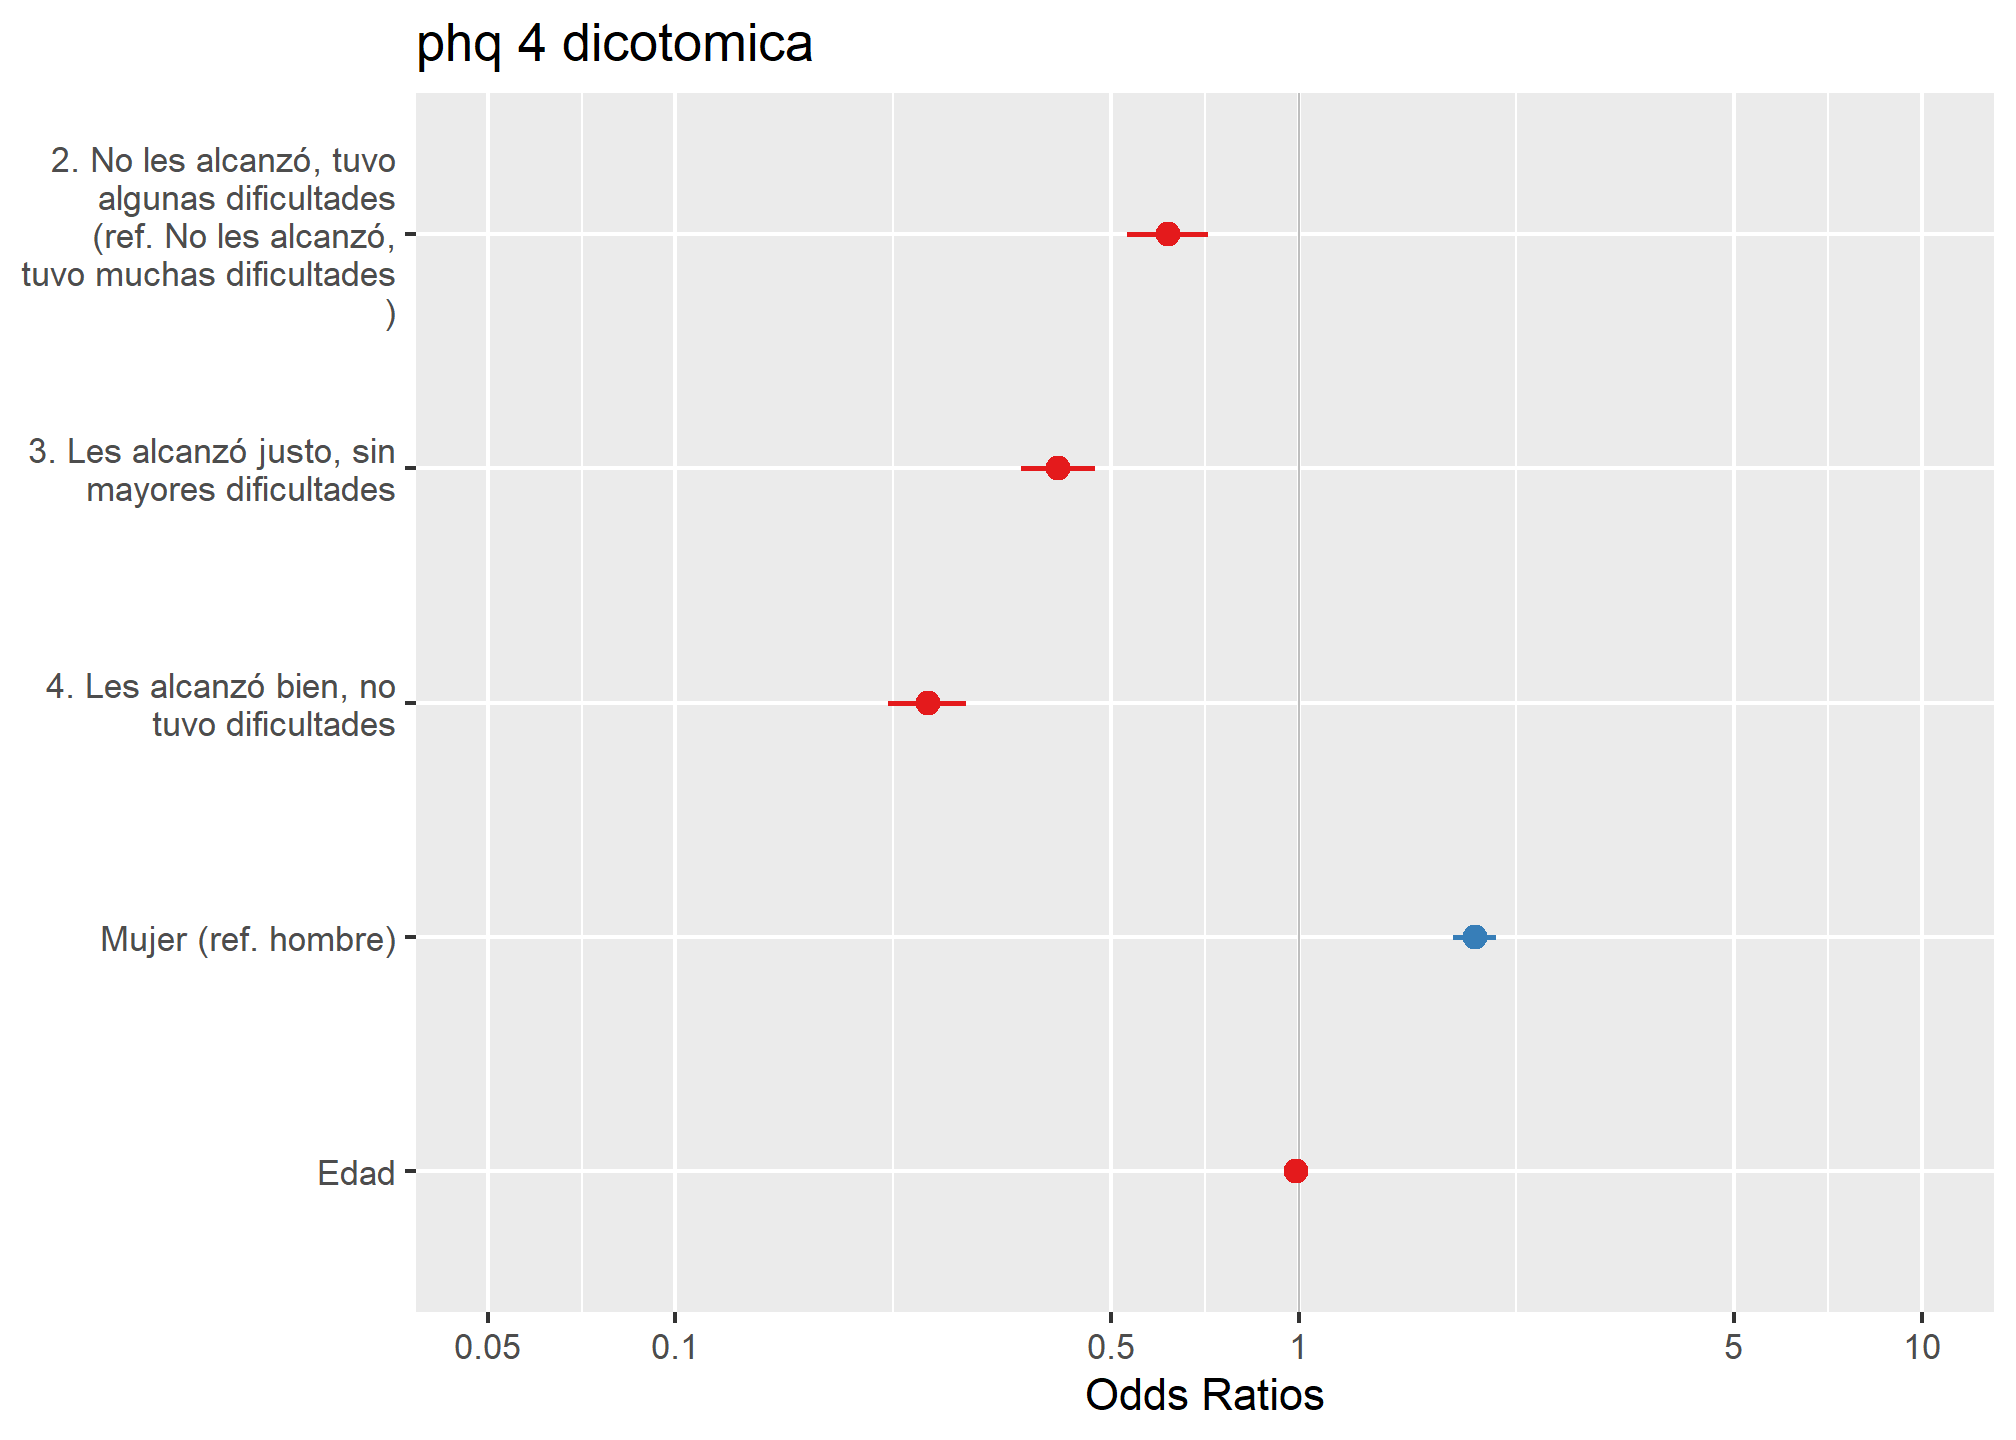 phq 4 dicotomica
2. No les alcanzó, tuvo
algunas dificultades
(ref. No les alcanzó,
tuvo muchas dificultades
)
3. Les alcanzó justo, sin
mayores dificultades
4. Les alcanzó bien, no
tuvo dificultades
Mujer (ref. hombre)
Edad
0.05 0.1 0.5 1 5 10
Odds Ratios